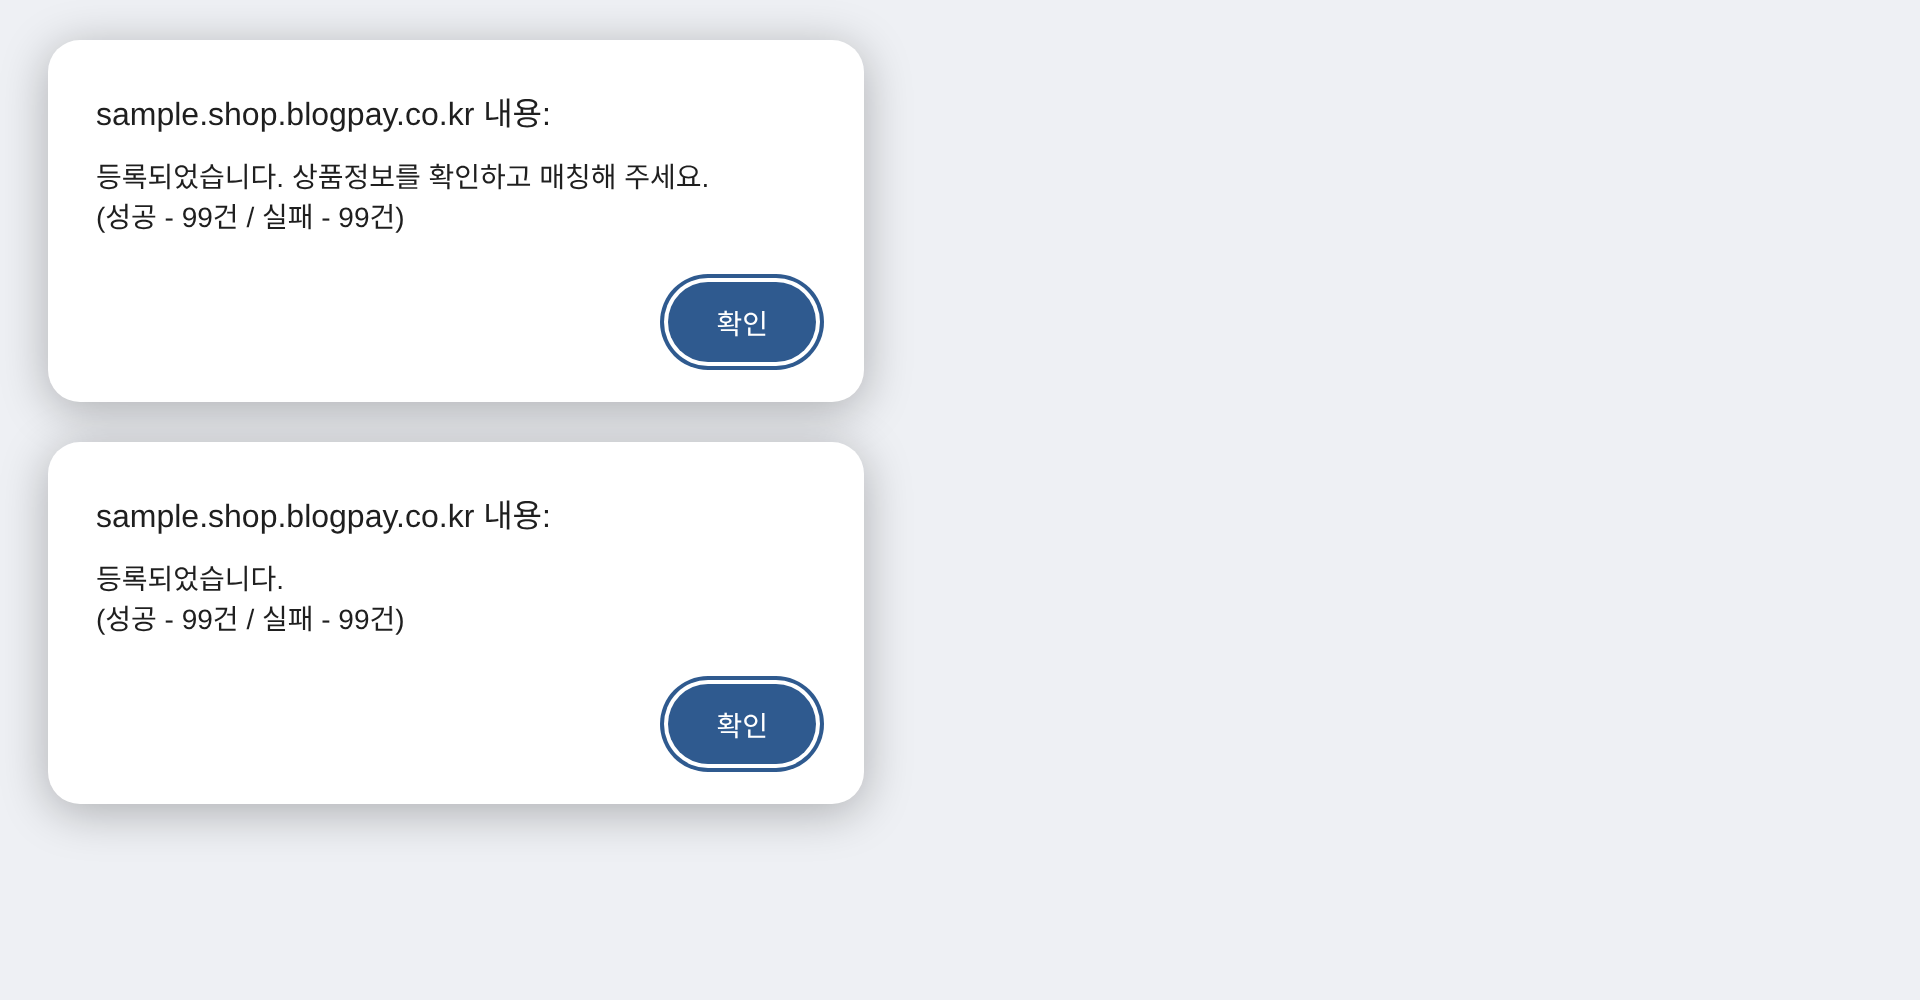 sample.shop.blogpay.co.kr 내용:
등록되었습니다. 상품정보를 확인하고 매칭해 주세요.
(성공 - 99건 / 실패 - 99건)
확인
sample.shop.blogpay.co.kr 내용:
등록되었습니다.
(성공 - 99건 / 실패 - 99건)
확인